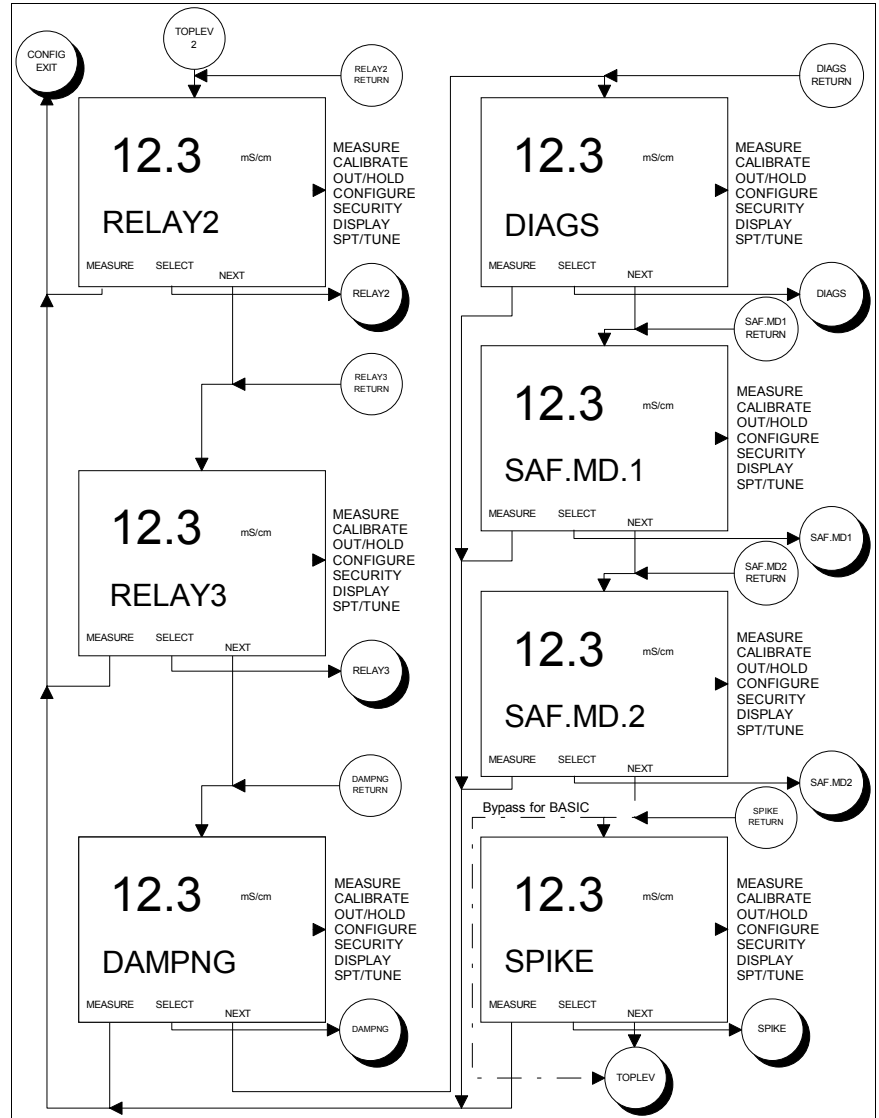 TOPLEV
2
CONFIG
EXIT
RELAY2
RETURN
12.3 mS/cm
RELAY2
MEASURE SELECT NEXT
MEASURE
CALIBRATE
OUT/HOLD
CONFIGURE
SECURITY
DISPLAY
SPT/TUNE
RELAY2
RELAY3
RETURN
12.3 mS/cm
RELAY3
MEASURE SELECT NEXT
MEASURE
CALIBRATE
OUT/HOLD
CONFIGURE
SECURITY
DISPLAY
SPT/TUNE
RELAY3
DAMPNG
RETURN
12.3 mS/cm
DAMPNG
MEASURE SELECT NEXT
MEASURE
CALIBRATE
OUT/HOLD
CONFIGURE
SECURITY
DISPLAY
SPT/TUNE
DAMPNG
DIAGS
RETURN
12.3 mS/cm
DIAGS
MEASURE SELECT NEXT
MEASURE
CALIBRATE
OUT/HOLD
CONFIGURE
SECURITY
DISPLAY
SPT/TUNE
DIAGS
SAF.MD1
RETURN
12.3 mS/cm
SAF.MD.1
MEASURE SELECT NEXT
MEASURE
CALIBRATE
OUT/HOLD
CONFIGURE
SECURITY
DISPLAY
SPT/TUNE
SAF.MD1
SAF.MD2
RETURN
12.3 mS/cm
SAF.MD.2
MEASURE SELECT NEXT
MEASURE
CALIBRATE
OUT/HOLD
CONFIGURE
SECURITY
DISPLAY
SPT/TUNE
SAF.MD2
Bypass for BASIC
SPIKE
RETURN
12.3 mS/cm
SPIKE
MEASURE SELECT NEXT
MEASURE
CALIBRATE
OUT/HOLD
CONFIGURE
SECURITY
DISPLAY
SPT/TUNE
SPIKE
TOPLEV